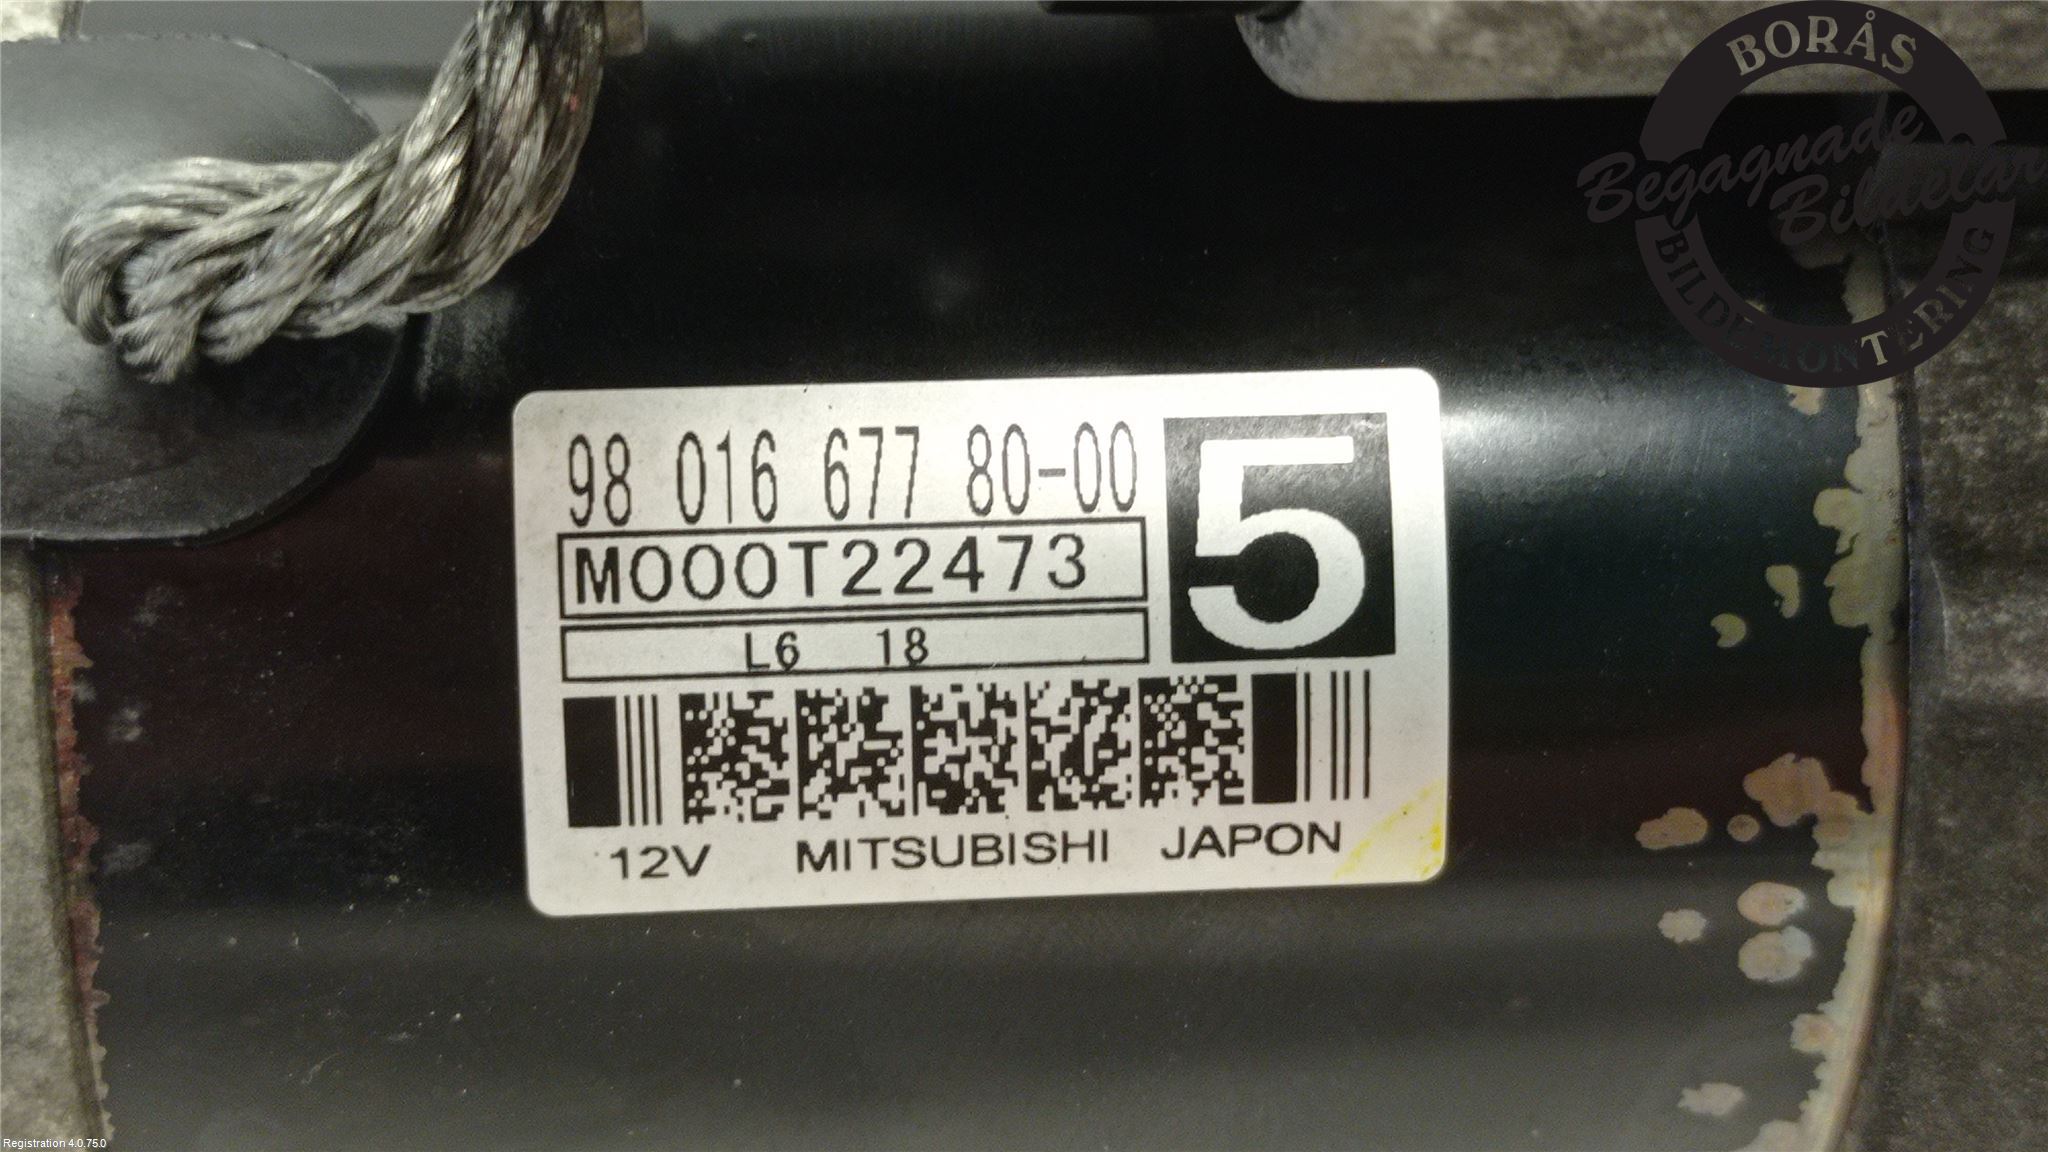 BORÅS
Begagnade
Bildelar
BILDEMONTERING
98 016 677 80-00
5
M000T22473
L6 18
12V MITSUBISHI JAPON
Registration 4.0.75.0